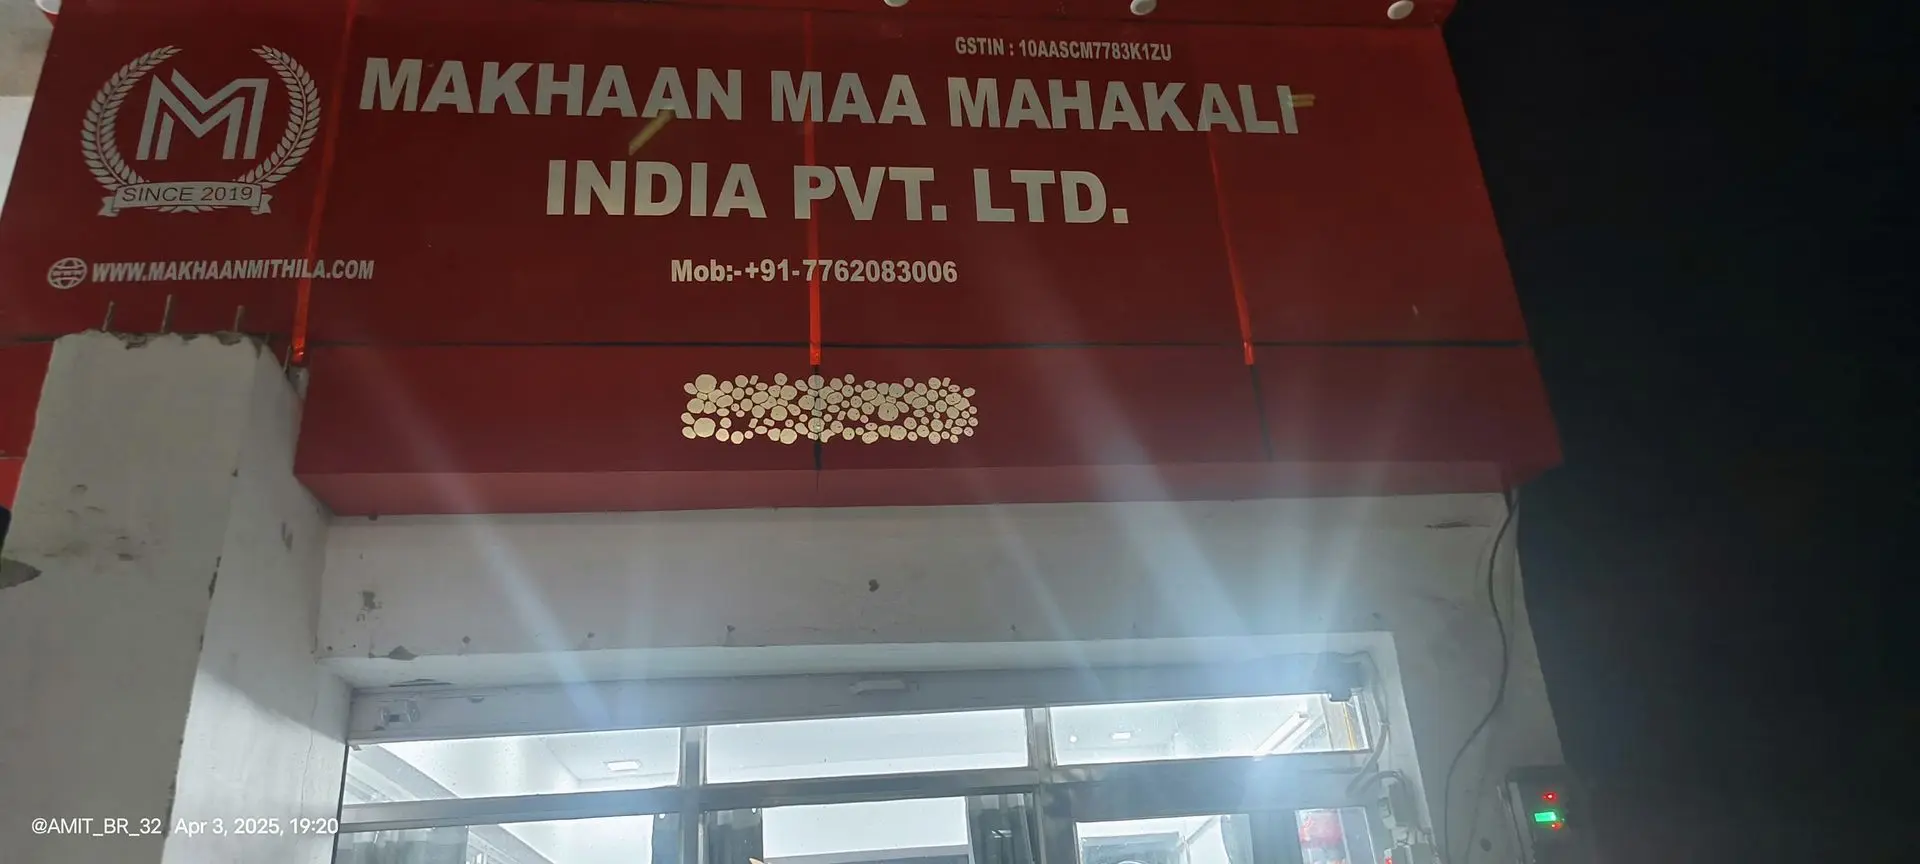 GSTIN : 10AASCM7783K1ZU
MAKHAAN MAA MAHAKALI
INDIA PVT. LTD.
M
SINCE 2019
WWW.MAKHAANMITHILA.COM
Mob:-+91-7762083006
@AMIT_BR_32 Apr 3, 2025, 19:20